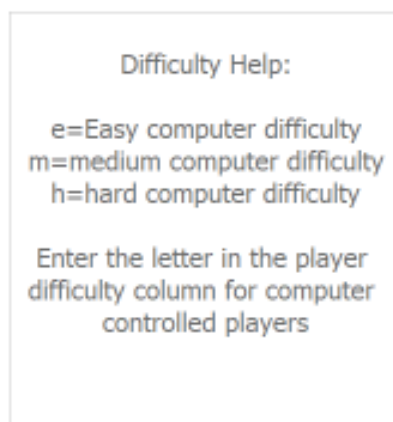 Difficulty Help:
e=Easy computer difficulty
m=medium computer difficulty
h=hard computer difficulty
Enter the letter in the player
difficulty column for computer
controlled players